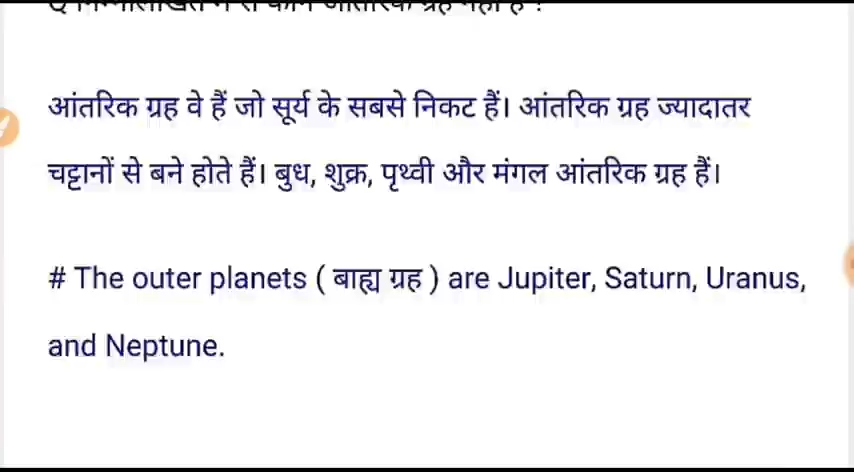 आंतरिक ग्रह वे हैं जो सूर्य के सबसे निकट हैं। आंतरिक ग्रह ज्यादातर
चट्टानों से बने होते हैं। बुध, शुक्र, पृथ्वी और मंगल आंतरिक ग्रह हैं।
# The outer planets ( बाह्य ग्रह ) are Jupiter, Saturn, Uranus,
and Neptune.